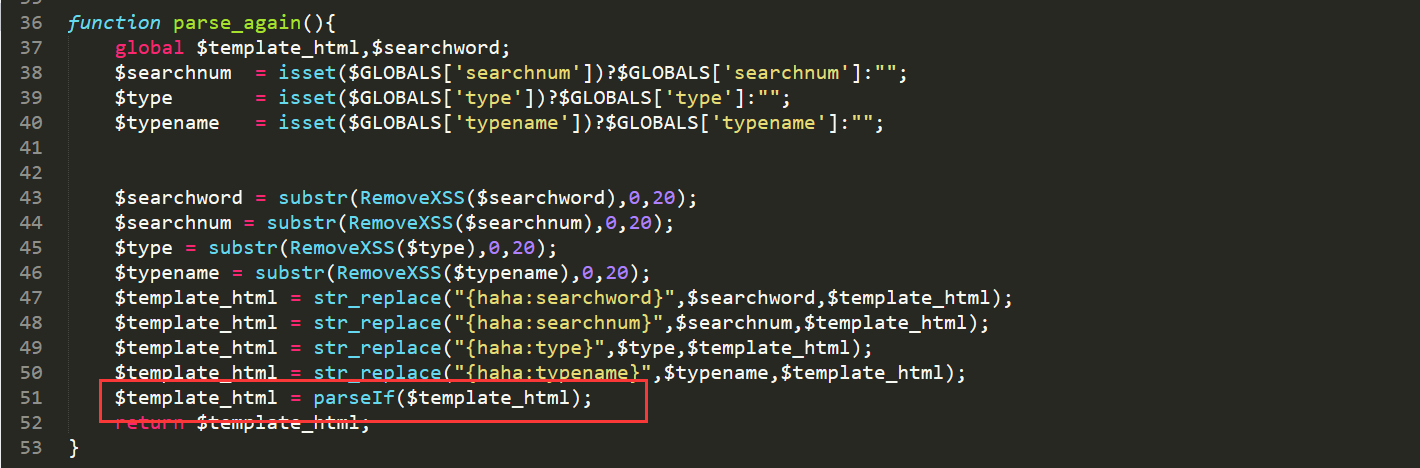 36 function parse_again(){
37     global $template_html,$searchword;
38     $searchnum  = isset($GLOBALS['searchnum'])?$GLOBALS['searchnum']:"";
39     $type       = isset($GLOBALS['type'])?$GLOBALS['type']:"";
40     $typename   = isset($GLOBALS['typename'])?$GLOBALS['typename']:"";
41
42
43     $searchword = substr(RemoveXSS($searchword),0,20);
44     $searchnum = substr(RemoveXSS($searchnum),0,20);
45     $type = substr(RemoveXSS($type),0,20);
46     $typename = substr(RemoveXSS($typename),0,20);
47     $template_html = str_replace("{haha:searchword}",$searchword,$template_html);
48     $template_html = str_replace("{haha:searchnum}",$searchnum,$template_html);
49     $template_html = str_replace("{haha:type}",$type,$template_html);
50     $template_html = str_replace("{haha:typename}",$typename,$template_html);
51     $template_html = parseIf($template_html);
52     return $template_html;
53 }